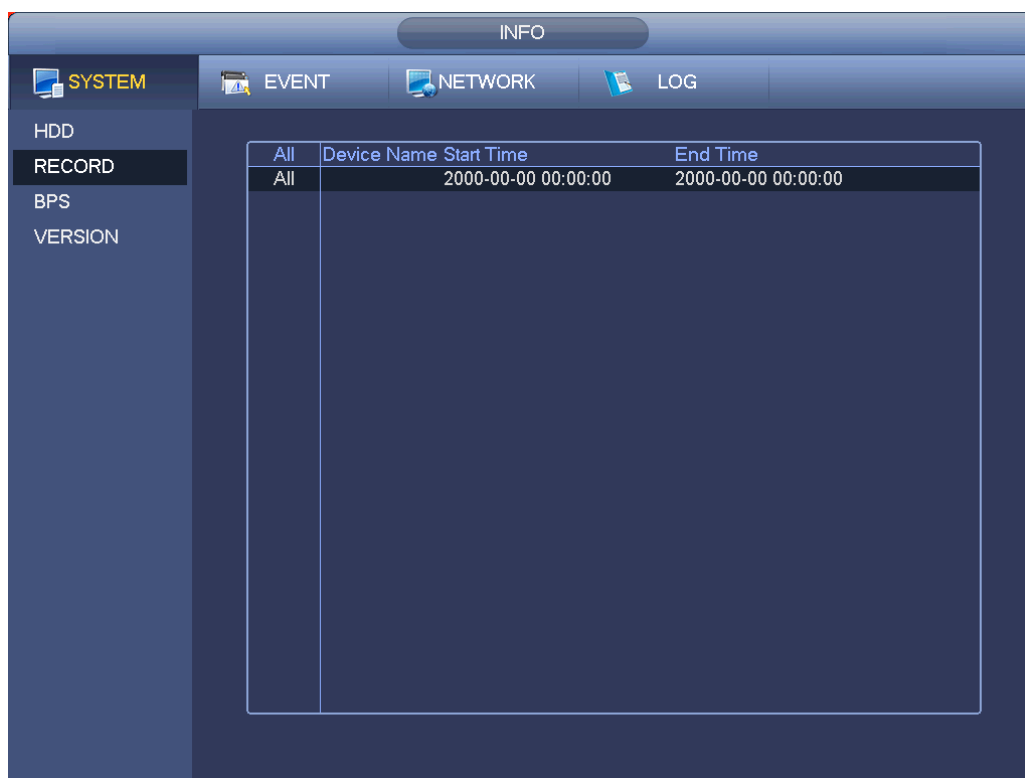 INFO
SYSTEM EVENT NETWORK LOG
HDD
RECORD
BPS
VERSION
All Device Name Start Time End Time
All 2000-00-00 00:00:00 2000-00-00 00:00:00